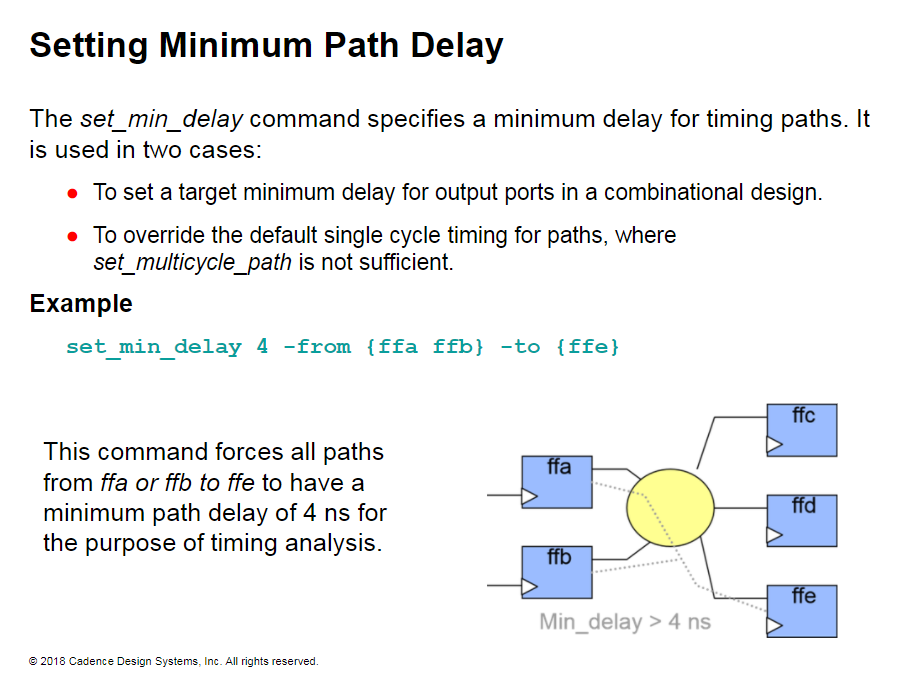 Setting Minimum Path Delay
The set_min_delay command specifies a minimum delay for timing paths. It
is used in two cases:
● To set a target minimum delay for output ports in a combinational design.
● To override the default single cycle timing for paths, where
set_multicycle_path is not sufficient.
Example
set_min_delay 4 -from {ffa ffb} -to {ffe}
This command forces all paths
from ffa or ffb to ffe to have a
minimum path delay of 4 ns for
the purpose of timing analysis.
ffa
ffb
ffc
ffd
ffe
Min_delay > 4 ns
© 2018 Cadence Design Systems, Inc. All rights reserved.